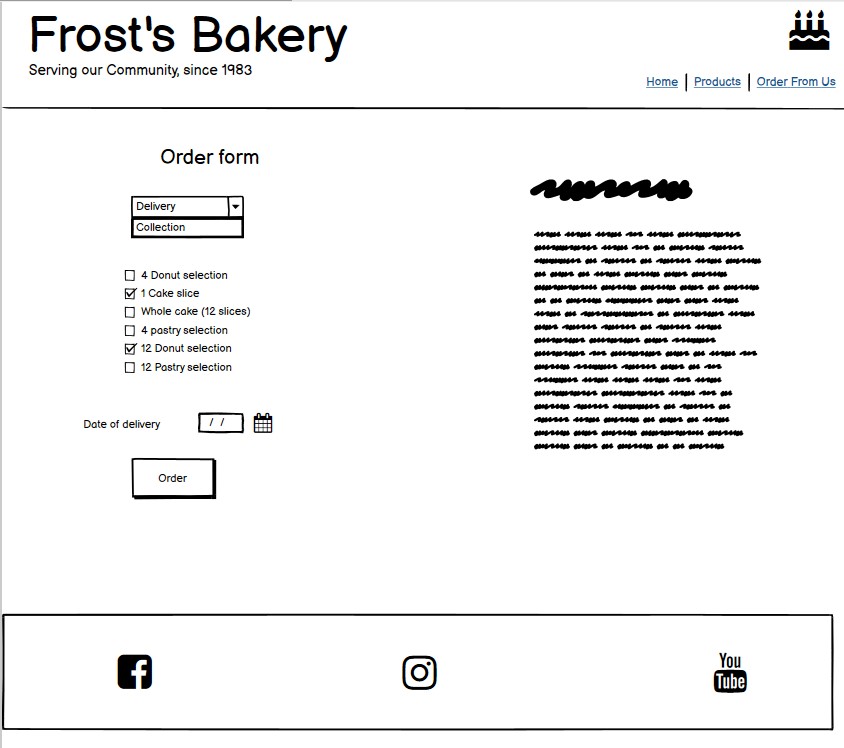 Frost's Bakery
Serving our Community, since 1983
Home | Products | Order From Us
Order form
Delivery
Collection
4 Donut selection
1 Cake slice
Whole cake (12 slices)
4 pastry selection
12 Donut selection
12 Pastry selection
Date of delivery / /
Order
You
Tube